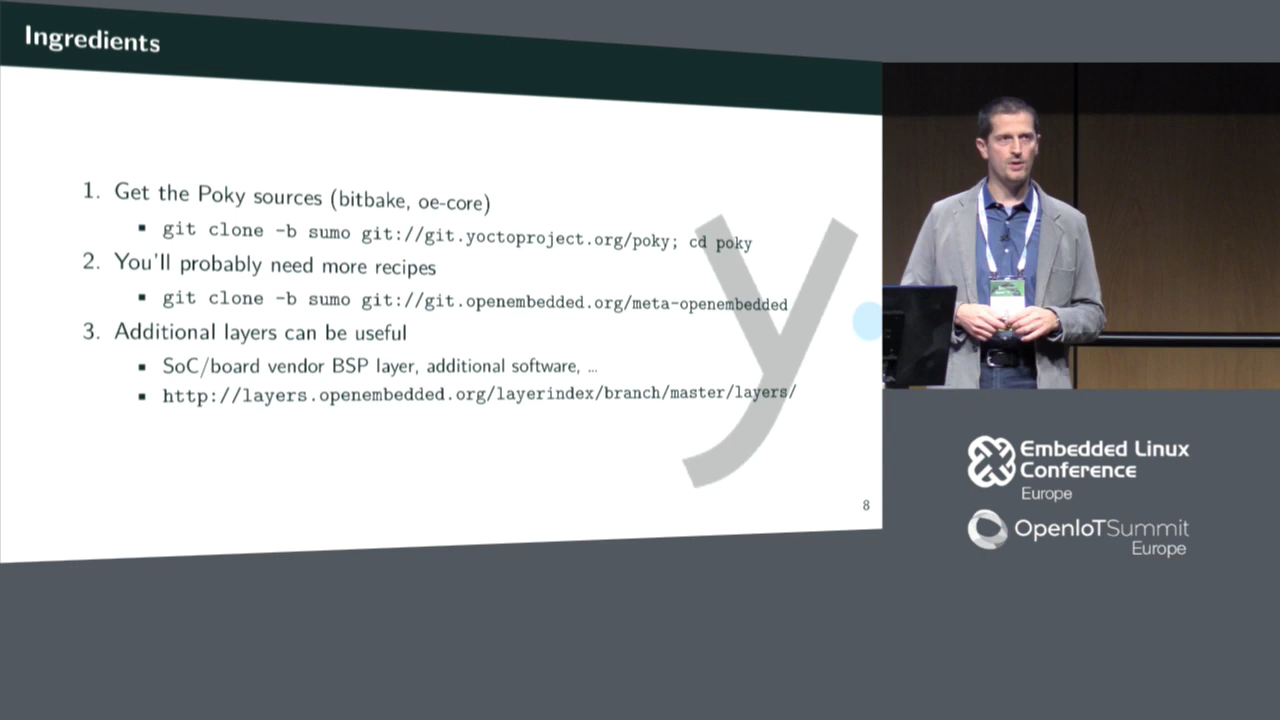 Ingredients
1. Get the Poky sources (bitbake, oe-core)
▪ git clone -b sumo git://git.yoctoproject.org/poky; cd poky
2. You'll probably need more recipes
▪ git clone -b sumo git://git.openembedded.org/meta-openembedded
3. Additional layers can be useful
▪ SoC/board vendor BSP layer, additional software, …
▪ http://layers.openembedded.org/layerindex/branch/master/layers/
y.
8
Embedded Linux
Conference
Europe
OpenIoTSummit
Europe